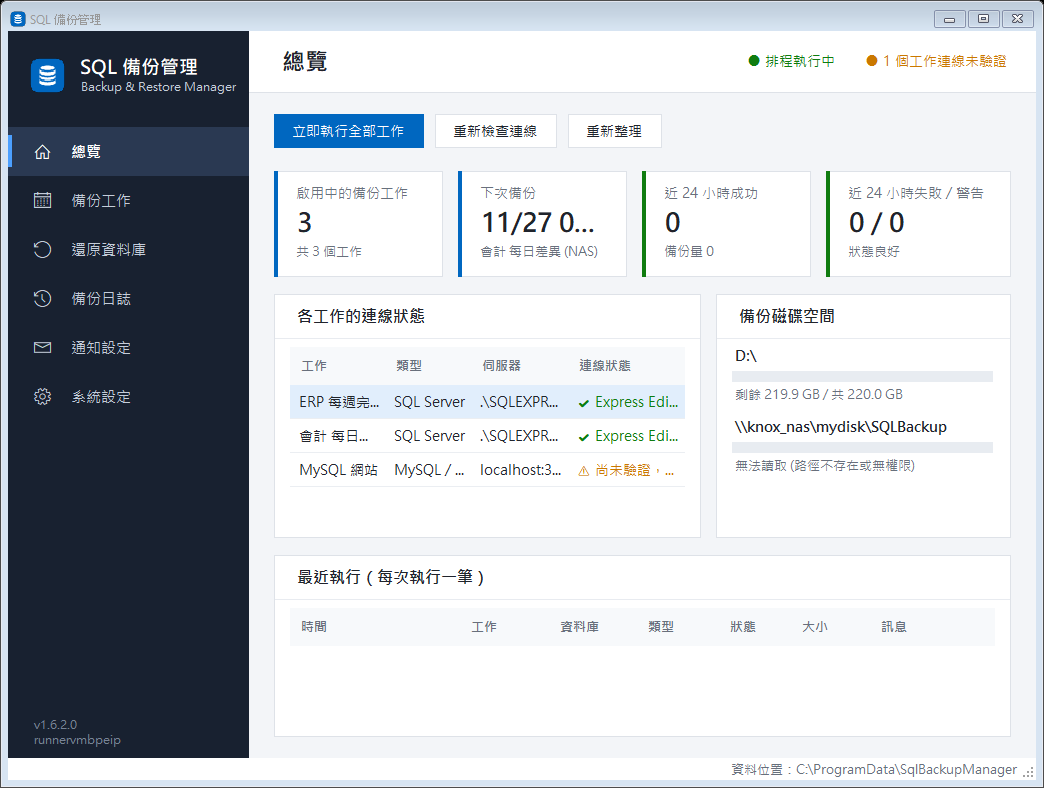 SQL 備份管理
SQL 備份管理
Backup & Restore Manager
總覽
備份工作
還原資料庫
備份日誌
通知設定
系統設定
v1.6.2.0
runnervmbpeip
總覽
排程執行中
1 個工作連線未驗證
立即執行全部工作
重新檢查連線
重新整理
啟用中的備份工作
3
共 3 個工作
下次備份
11/27 0...
會計 每日差異 (NAS)
近 24 小時成功
0
備份量 0
近 24 小時失敗 / 警告
0 / 0
狀態良好
各工作的連線狀態
工作 類型 伺服器 連線狀態
ERP 每週完... SQL Server .\SQLEXPR... ✓ Express Edi...
會計 每日... SQL Server .\SQLEXPR... ✓ Express Edi...
MySQL 網站 MySQL / ... localhost:3... ⚠ 尚未驗證，...
備份磁碟空間
D:\
剩餘 219.9 GB / 共 220.0 GB
\\knox_nas\mydisk\SQLBackup
無法讀取 (路徑不存在或無權限)
最近執行（每次執行一筆）
時間 工作 資料庫 類型 狀態 大小 訊息
資料位置：C:\ProgramData\SqlBackupManager